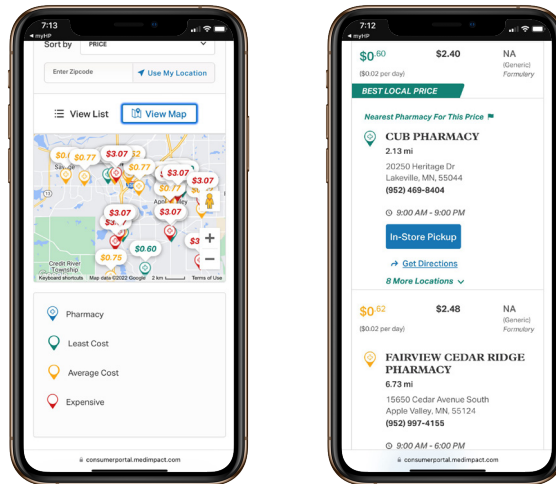 7:13
myHP
Sort by
PRICE
Enter Zipcode
Use My Location
View List
View Map
$0.77
$3.07
$0.77
$3.07
$3.07
$0.77
$3.07
$3.07
$3.07
$0.75
$0.60
Credit River
Township
Keyboard shortcuts
Map data ©2022 Google
2 km
Terms of Use
Pharmacy
Least Cost
Average Cost
Expensive
consumerportal.medimpact.com
7:12
myHP
$0.60 $2.40 NA
(Generic)
($0.02 per day) Formulery
BEST LOCAL PRICE
Nearest Pharmacy For This Price
CUB PHARMACY
2.13 mi
20250 Heritage Dr
Lakeville, MN, 55044
(952) 469-8404
9:00 AM - 9:00 PM
In-Store Pickup
Get Directions
8 More Locations
$0.62 $2.48 NA
(Generic)
($0.02 per day) Formulary
FAIRVIEW CEDAR RIDGE
PHARMACY
6.73 mi
15650 Cedar Avenue South
Apple Valley, MN, 55124
(952) 997-4155
9:00 AM - 6:00 PM
consumerportal.medimpact.com